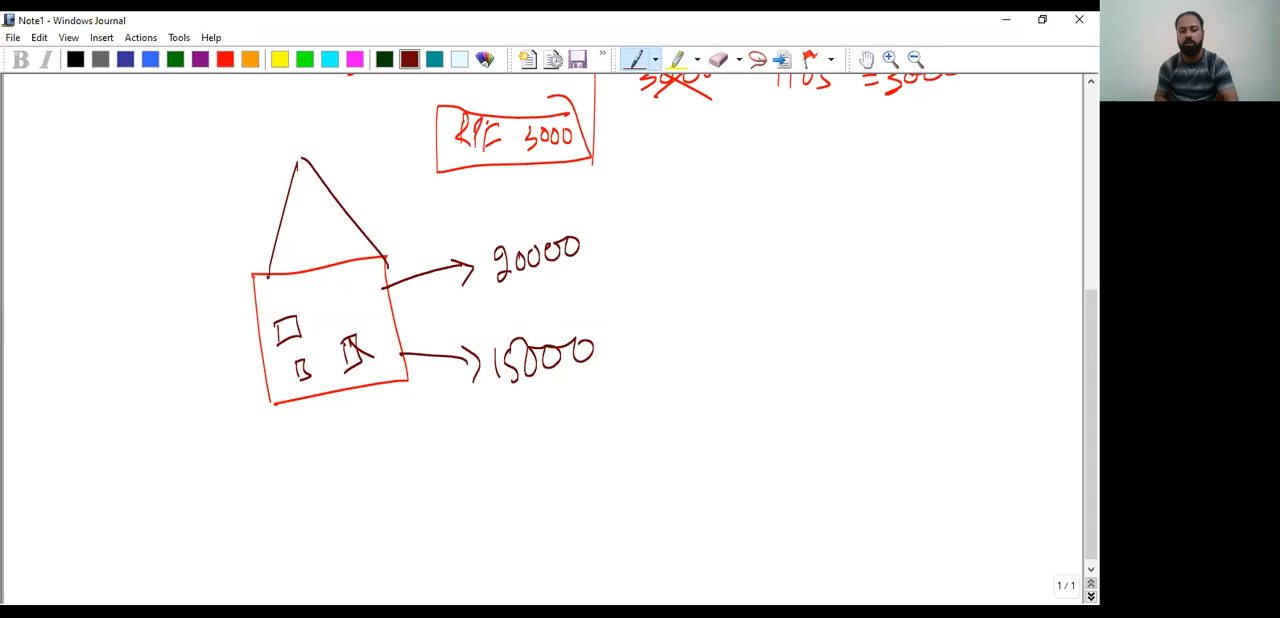 Note1 - Windows Journal
File Edit View Insert Actions Tools Help
B I
3000
20000
15000
1 / 1